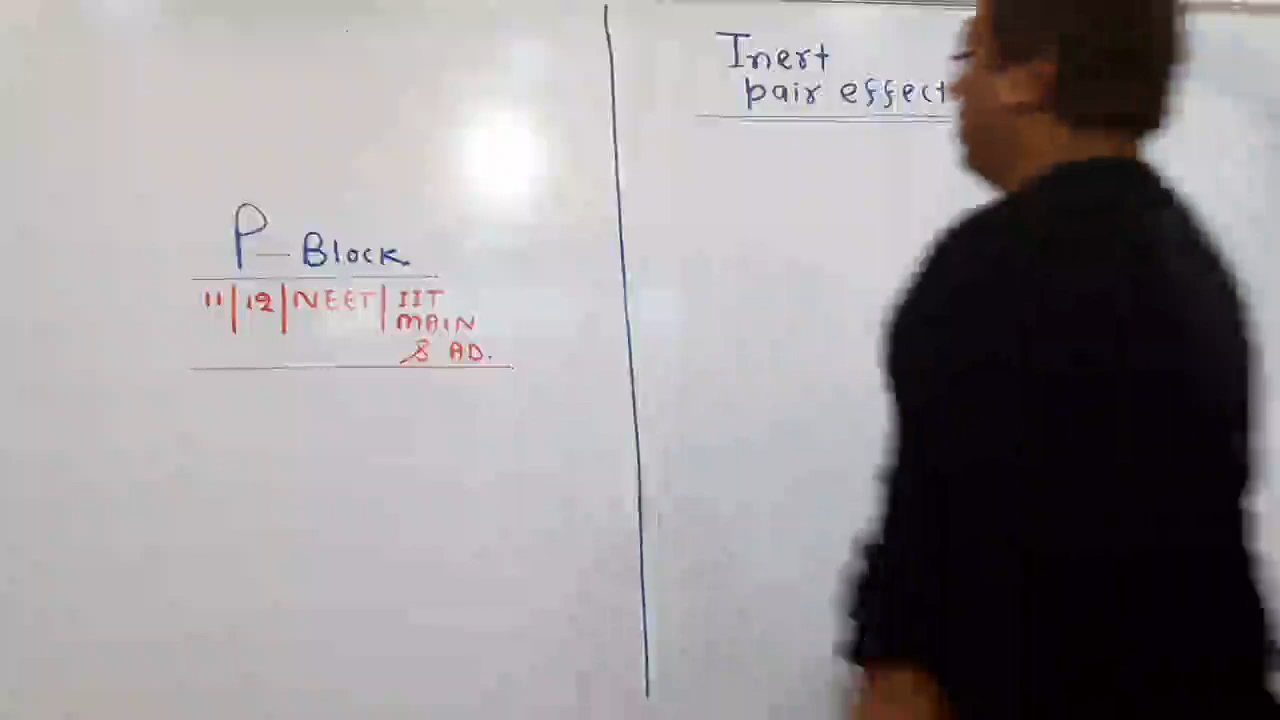 P-Block
11|12|NEET|IIT
MAIN
& AD.
Inert
pair effect